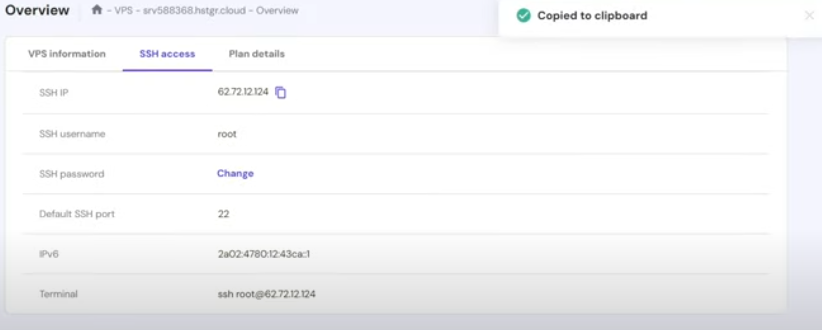 Overview - VPS - srv588368.hstgr.cloud - Overview
Copied to clipboard
VPS information SSH access Plan details
SSH IP 62.72.12.124
SSH username root
SSH password Change
Default SSH port 22
IPv6 2a02:4780:12:43ca::1
Terminal ssh root@62.72.12.124